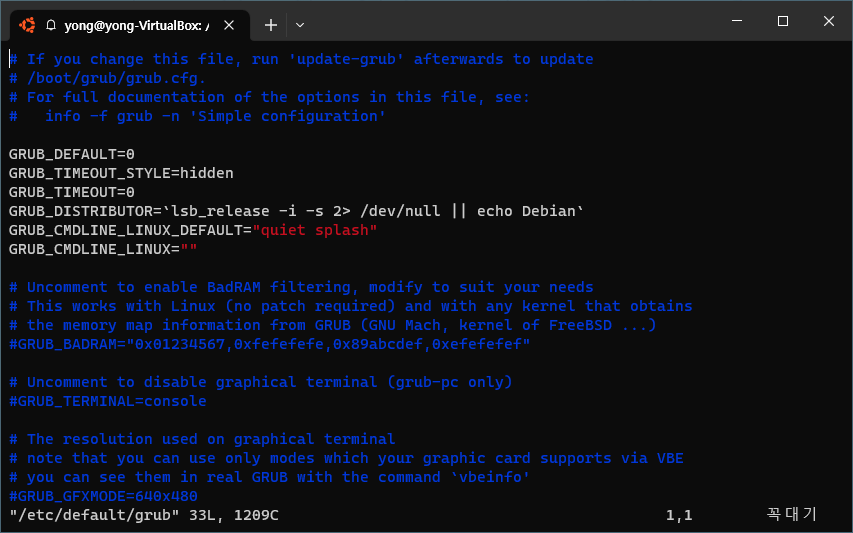 yong@yong-VirtualBox: /
# If you change this file, run 'update-grub' afterwards to update
# /boot/grub/grub.cfg.
# For full documentation of the options in this file, see:
#   info -f grub -n 'Simple configuration'

GRUB_DEFAULT=0
GRUB_TIMEOUT_STYLE=hidden
GRUB_TIMEOUT=0
GRUB_DISTRIBUTOR=`lsb_release -i -s 2> /dev/null || echo Debian`
GRUB_CMDLINE_LINUX_DEFAULT="quiet splash"
GRUB_CMDLINE_LINUX=""

# Uncomment to enable BadRAM filtering, modify to suit your needs
# This works with Linux (no patch required) and with any kernel that obtains
# the memory map information from GRUB (GNU Mach, kernel of FreeBSD ...)
#GRUB_BADRAM="0x01234567,0xfefefefe,0x89abcdef,0xefefefef"

# Uncomment to disable graphical terminal (grub-pc only)
#GRUB_TERMINAL=console

# The resolution used on graphical terminal
# note that you can use only modes which your graphic card supports via VBE
# you can see them in real GRUB with the command `vbeinfo'
#GRUB_GFXMODE=640x480
"/etc/default/grub" 33L, 1209C 1,1 꼭대기